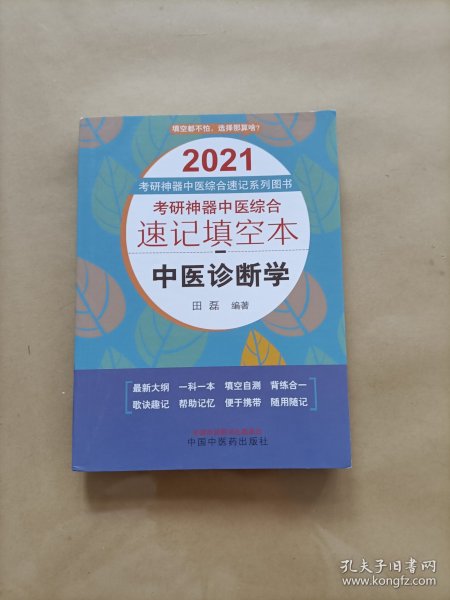 填空都不怕，选择那算啥？
2021
考研神器中医综合速记系列图书
考研神器中医综合
速记填空本
中医诊断学
田磊 编著
最新大纲 一科一本 填空自测 背练合一
歌诀趣记 帮助记忆 便于携带 随用随记
中国中医药出版社
孔夫子旧书网
www.kongfz.com